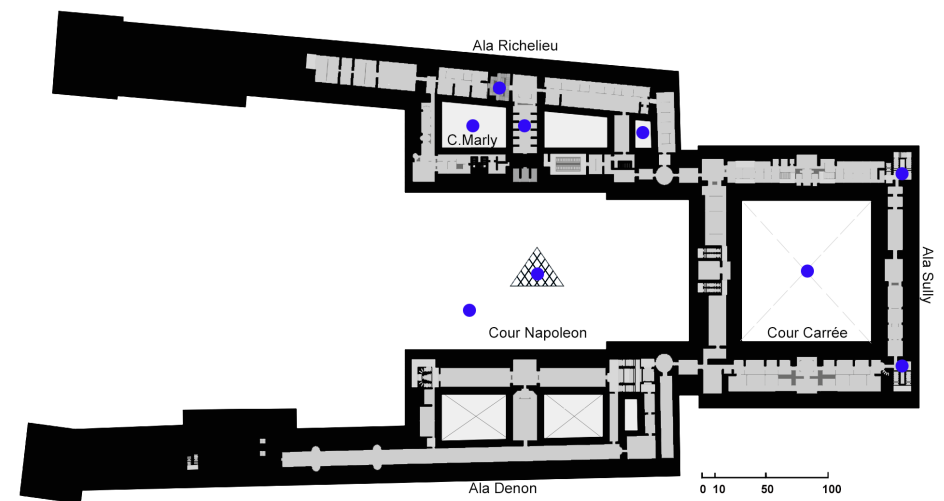 Ala Richelieu
C.Marly
Ala Sully
Cour Napoleon
Cour Carrée
Ala Denon
0 10 50 100